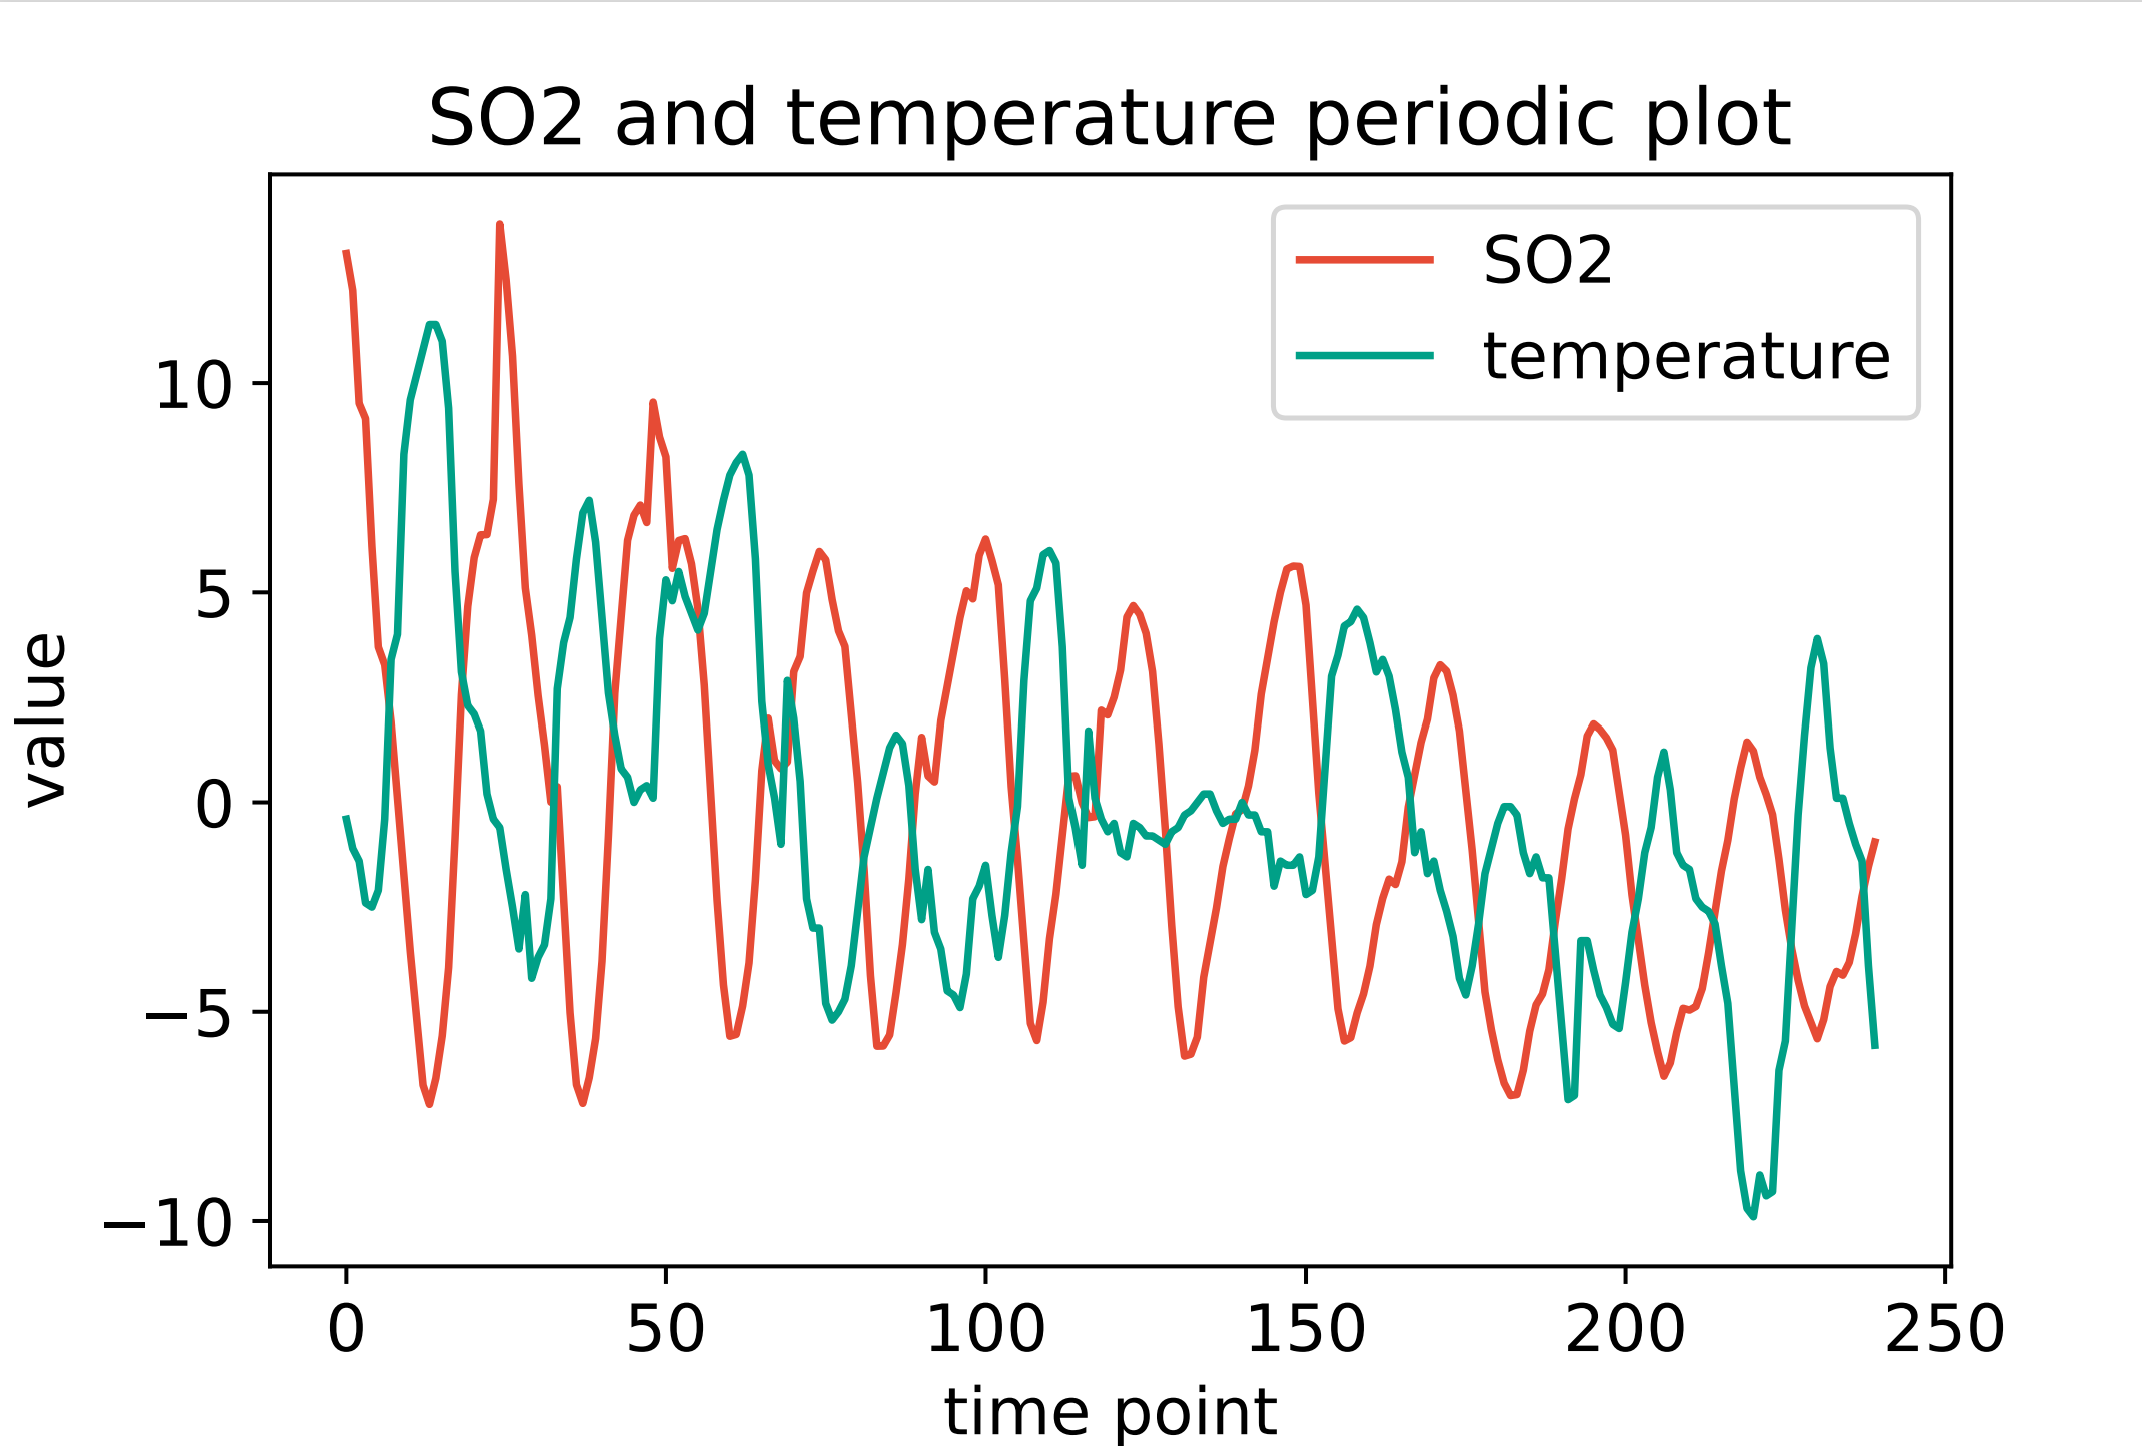 SO2 and temperature periodic plot
SO2
temperature
10
5
0
−5
−10
value
0 50 100 150 200 250
time point